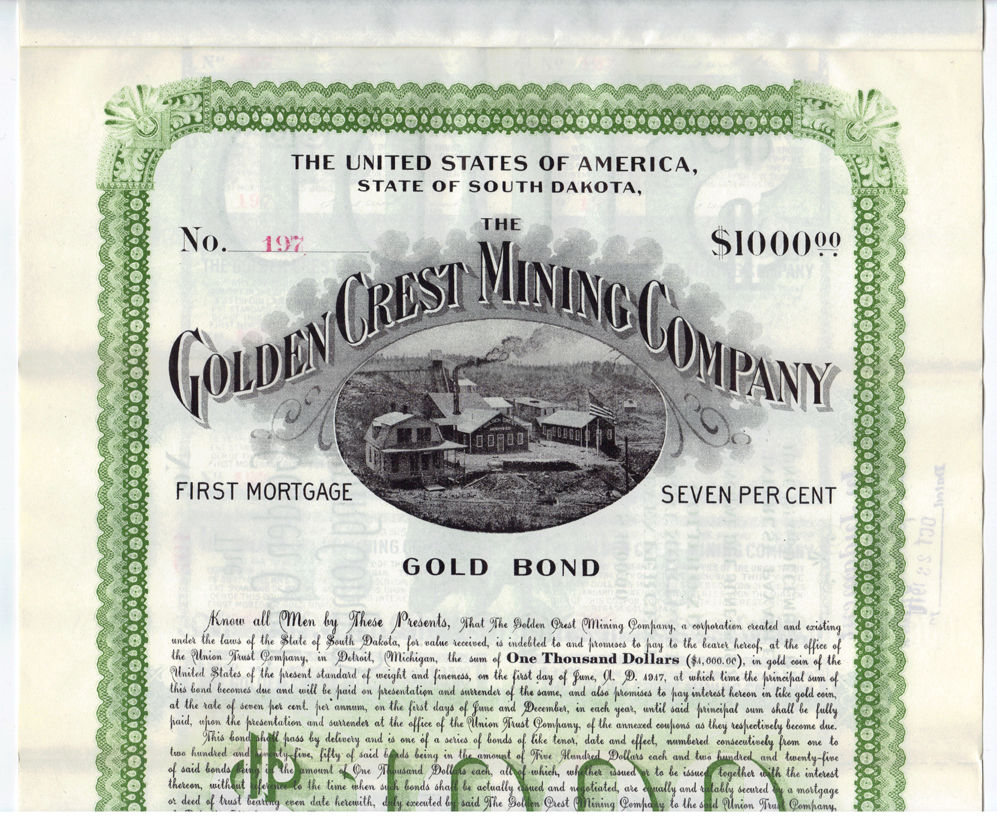 THE UNITED STATES OF AMERICA,
STATE OF SOUTH DAKOTA,
No. 197
$1000.00
THE
GOLDEN CREST MINING COMPANY
FIRST MORTGAGE
SEVEN PER CENT
GOLD BOND
Know all Men by These Presents, That The Golden Crest Mining Company, a corporation created and existing
under the laws of the State of South Dakota, for value received, is indebted to and promises to pay to the bearer hereof, at the office of
the Union Trust Company, in Detroit, Michigan, the sum of One Thousand Dollars ($1,000.00), in gold coin of the
United States of the present standard of weight and fineness, on the first day of June, A. D. 1917, at which time the principal sum of
this bond becomes due and will be paid on presentation and surrender of the same, and also promises to pay interest hereon in like gold coin,
at the rate of seven per cent. per annum, on the first days of June and December, in each year, until said principal sum shall be fully
paid, upon the presentation and surrender at the office of the Union Trust Company, of the annexed coupons as they respectively become due.
This bond shall pass by delivery and is one of a series of bonds of like tenor, date and effect, numbered consecutively from one to
two hundred and seventy-five, fifty of said bonds being in the amount of Five Hundred Dollars each and two hundred and twenty-five
of said bonds being in the amount of One Thousand Dollars each, all of which, whether issued or to be issued, together with the interest
thereon, without reference to the time when such bonds shall be actually issued and negotiated, are equally and ratably secured by a mortgage
or deed of trust bearing even date herewith, duly executed by said The Golden Crest Mining Company to the said Union Trust Company,
$1000